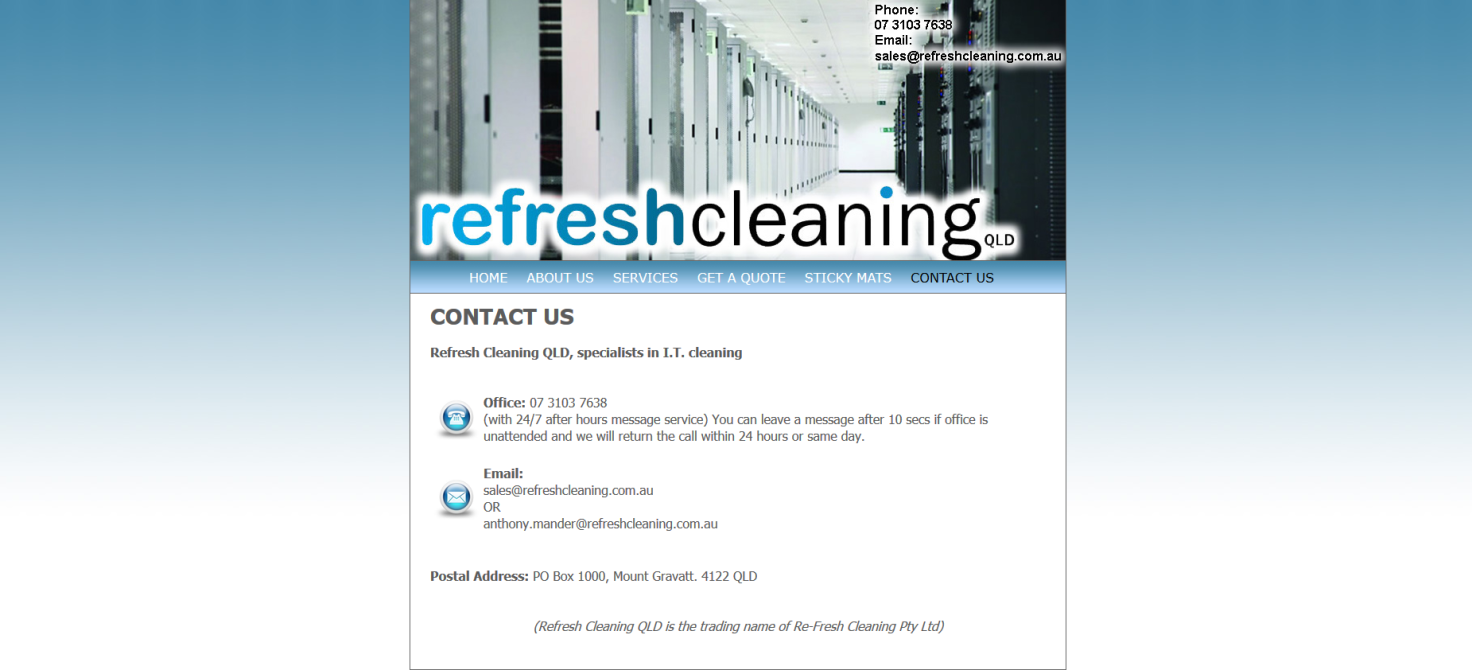 Phone:
07 3103 7638
Email:
sales@refreshcleaning.com.au
refreshcleaning QLD
HOME ABOUT US SERVICES GET A QUOTE STICKY MATS CONTACT US
CONTACT US
Refresh Cleaning QLD, specialists in I.T. cleaning
Office: 07 3103 7638
(with 24/7 after hours message service) You can leave a message after 10 secs if office is
unattended and we will return the call within 24 hours or same day.
Email:
sales@refreshcleaning.com.au
OR
anthony.mander@refreshcleaning.com.au
Postal Address: PO Box 1000, Mount Gravatt. 4122 QLD
(Refresh Cleaning QLD is the trading name of Re-Fresh Cleaning Pty Ltd)